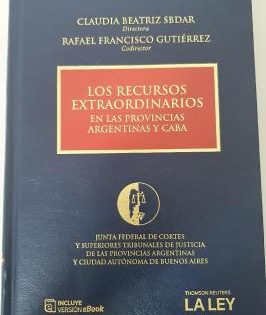 CLAUDIA BEATRIZ SBDAR
Directora
RAFAEL FRANCISCO GUTIÉRREZ
Codirector
LOS RECURSOS
EXTRAORDINARIOS
EN LAS PROVINCIAS
ARGENTINAS Y CABA
JUNTA FEDERAL DE CORTES
Y SUPERIORES TRIBUNALES DE JUSTICIA
DE LAS PROVINCIAS ARGENTINAS
Y CIUDAD AUTÓNOMA DE BUENOS AIRES
INCLUYE
VERSIÓN eBook
THOMSON REUTERS
LA LEY